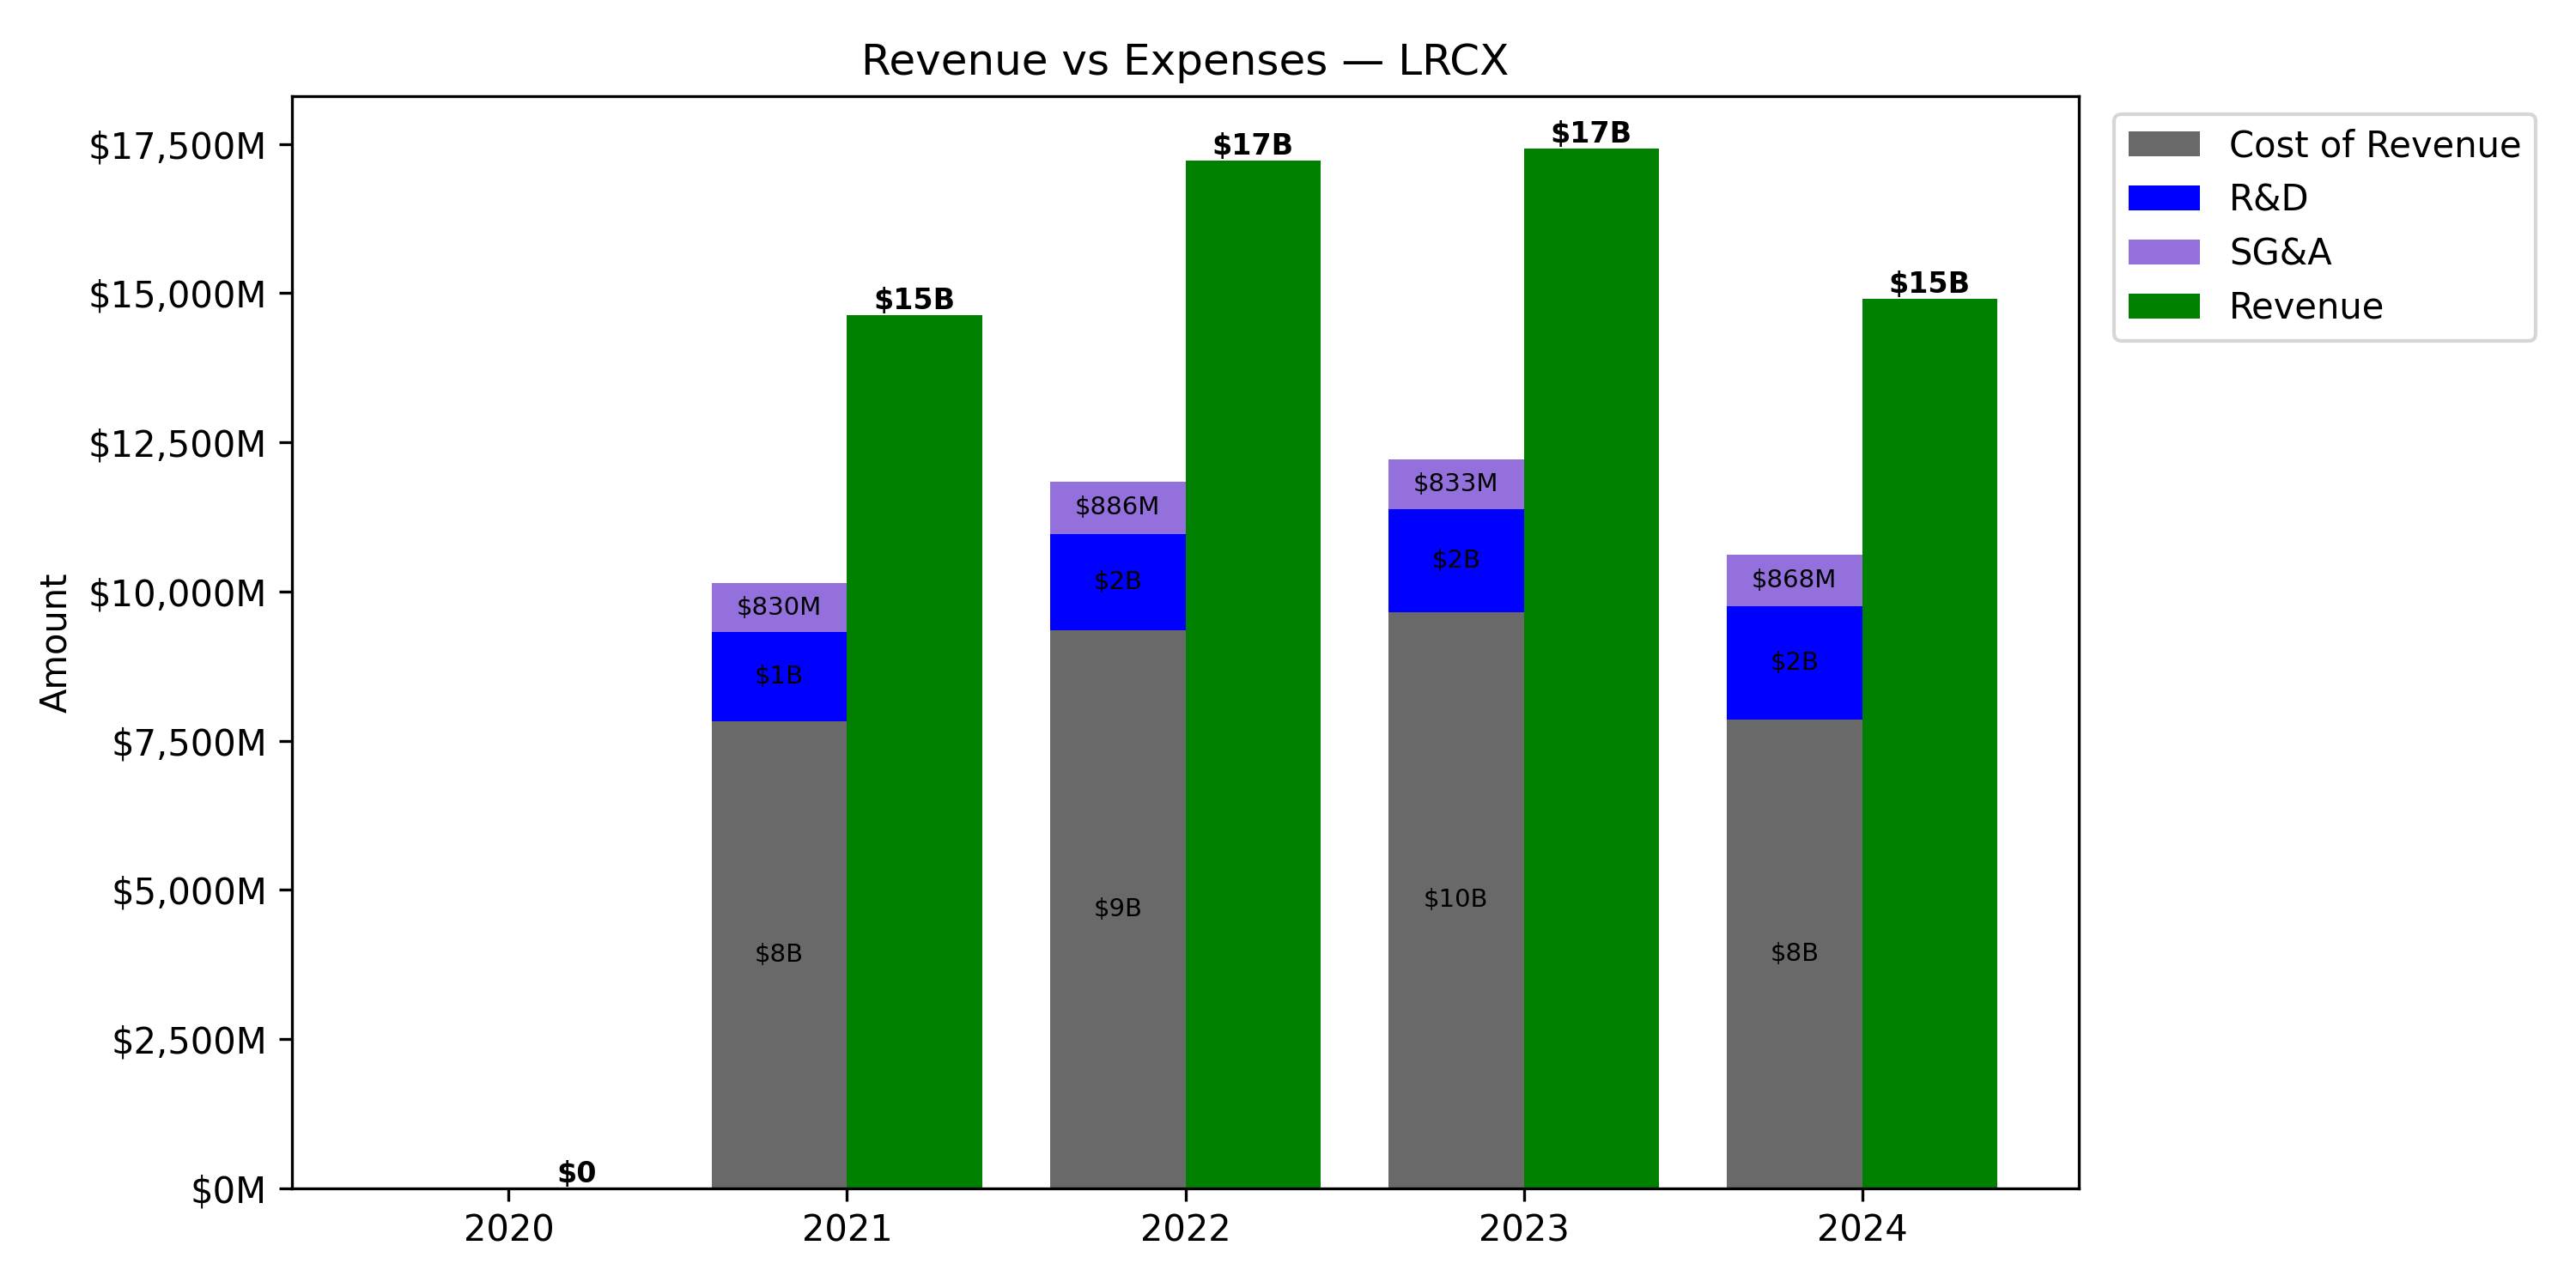 Revenue vs Expenses — LRCX
Amount
$17,500M
$15,000M
$12,500M
$10,000M
$7,500M
$5,000M
$2,500M
$0M
$0
$830M
$1B
$8B
$15B
$886M
$2B
$9B
$17B
$833M
$2B
$10B
$17B
$868M
$2B
$8B
$15B
2020
2021
2022
2023
2024
Cost of Revenue
R&D
SG&A
Revenue